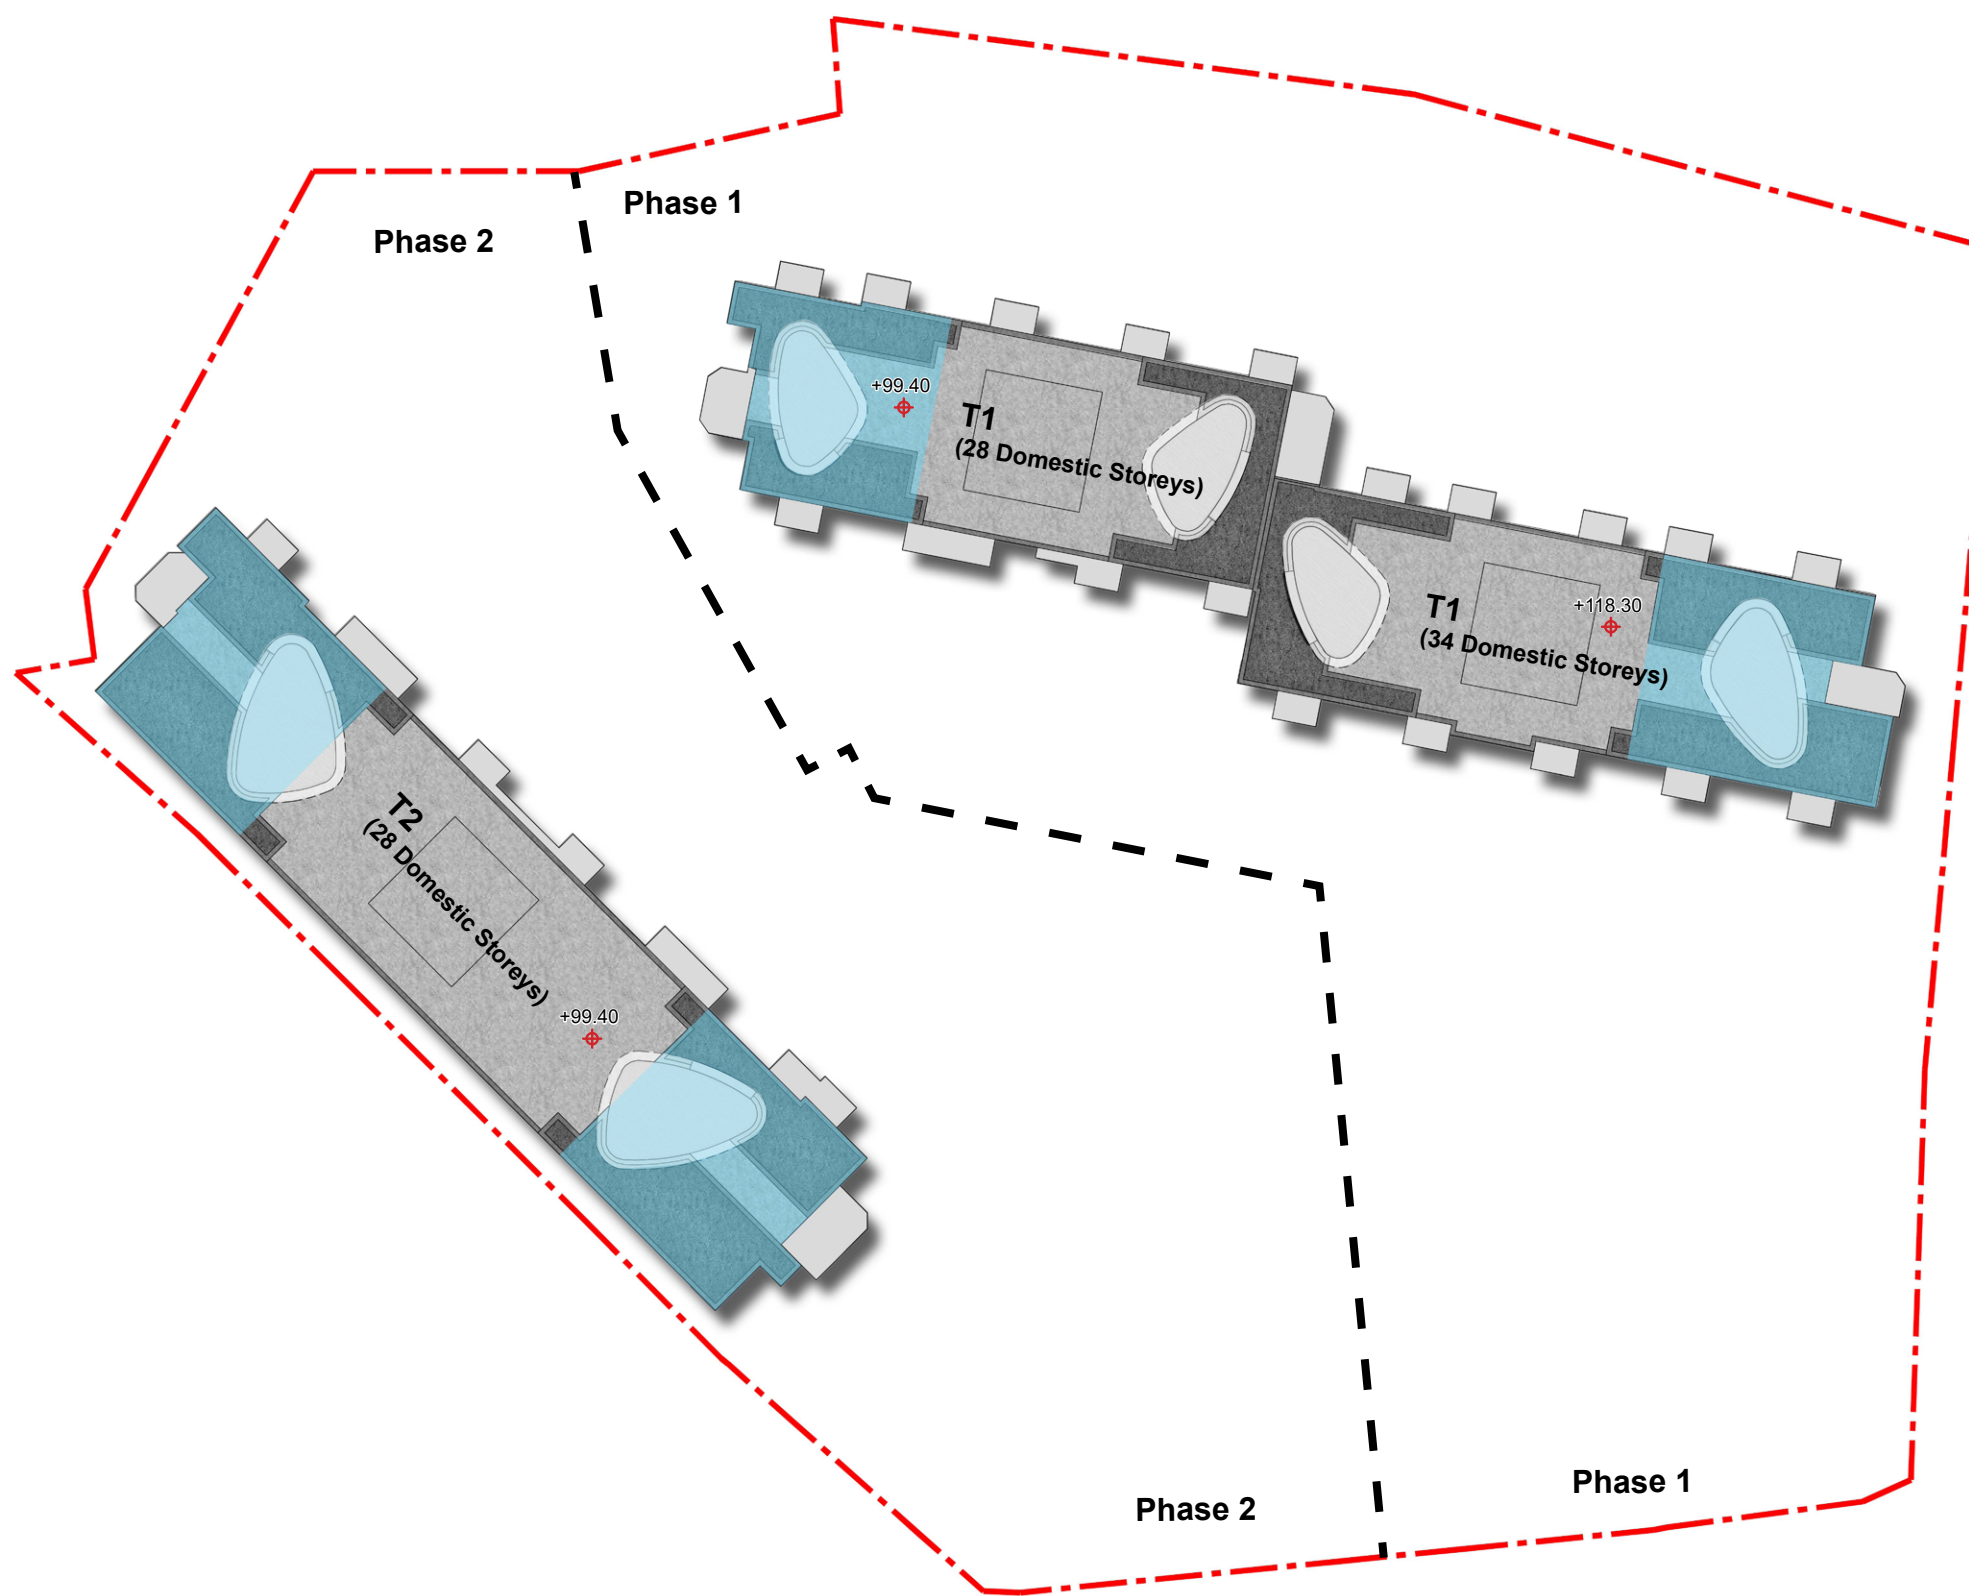 Phase 1
Phase 2
+99.40
T1
(28 Domestic Storeys)
+118.30
T1
(34 Domestic Storeys)
T2
(28 Domestic Storeys)
+99.40
Phase 1
Phase 2